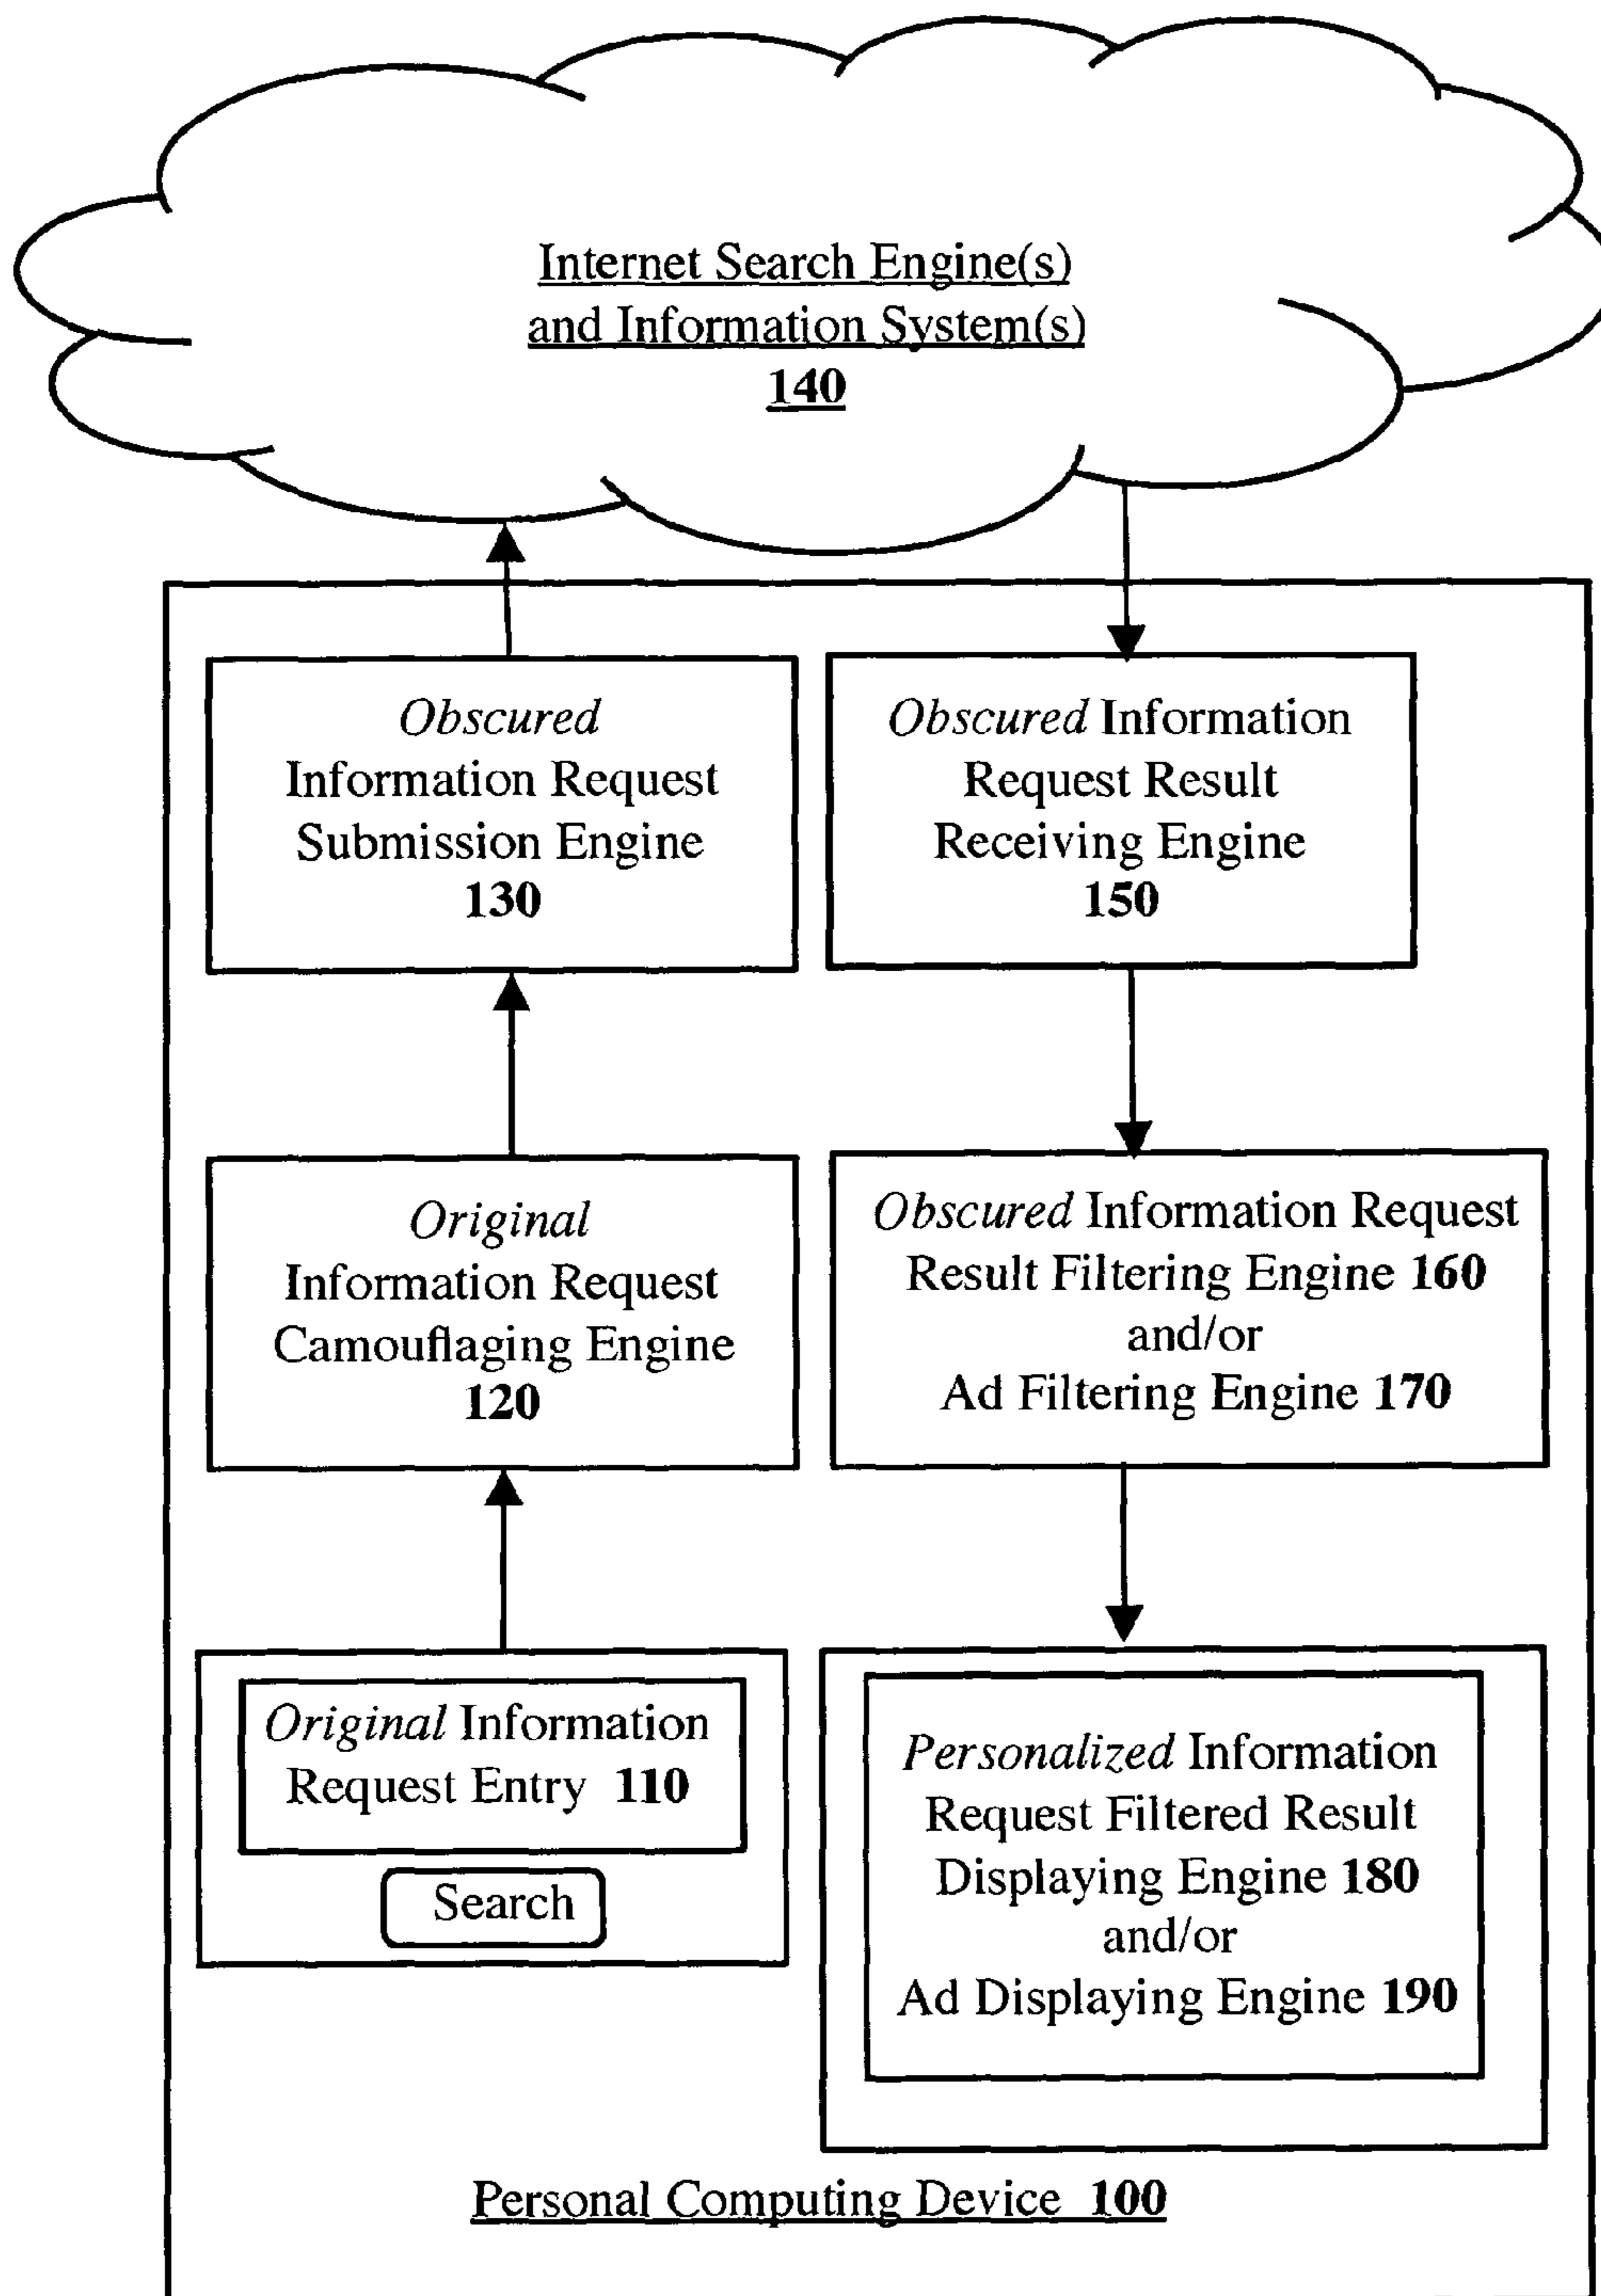 Internet Search Engine(s)
and Information System(s)
140
Obscured
Information Request
Submission Engine
130
Obscured Information
Request Result
Receiving Engine
150
Original
Information Request
Camouflaging Engine
120
Obscured Information Request
Result Filtering Engine 160
and/or
Ad Filtering Engine 170
Original Information
Request Entry 110
Search
Personalized Information
Request Filtered Result
Displaying Engine 180
and/or
Ad Displaying Engine 190
Personal Computing Device 100